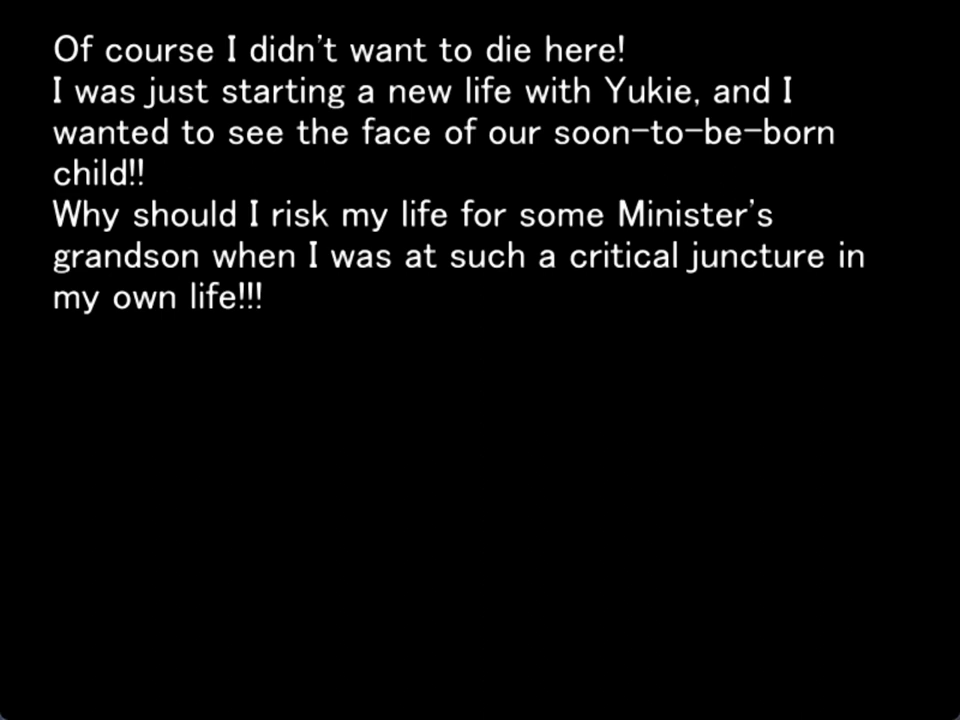 Of course I didn't want to die here!
I was just starting a new life with Yukie, and I
wanted to see the face of our soon-to-be-born
child!!
Why should I risk my life for some Minister's
grandson when I was at such a critical juncture in
my own life!!!